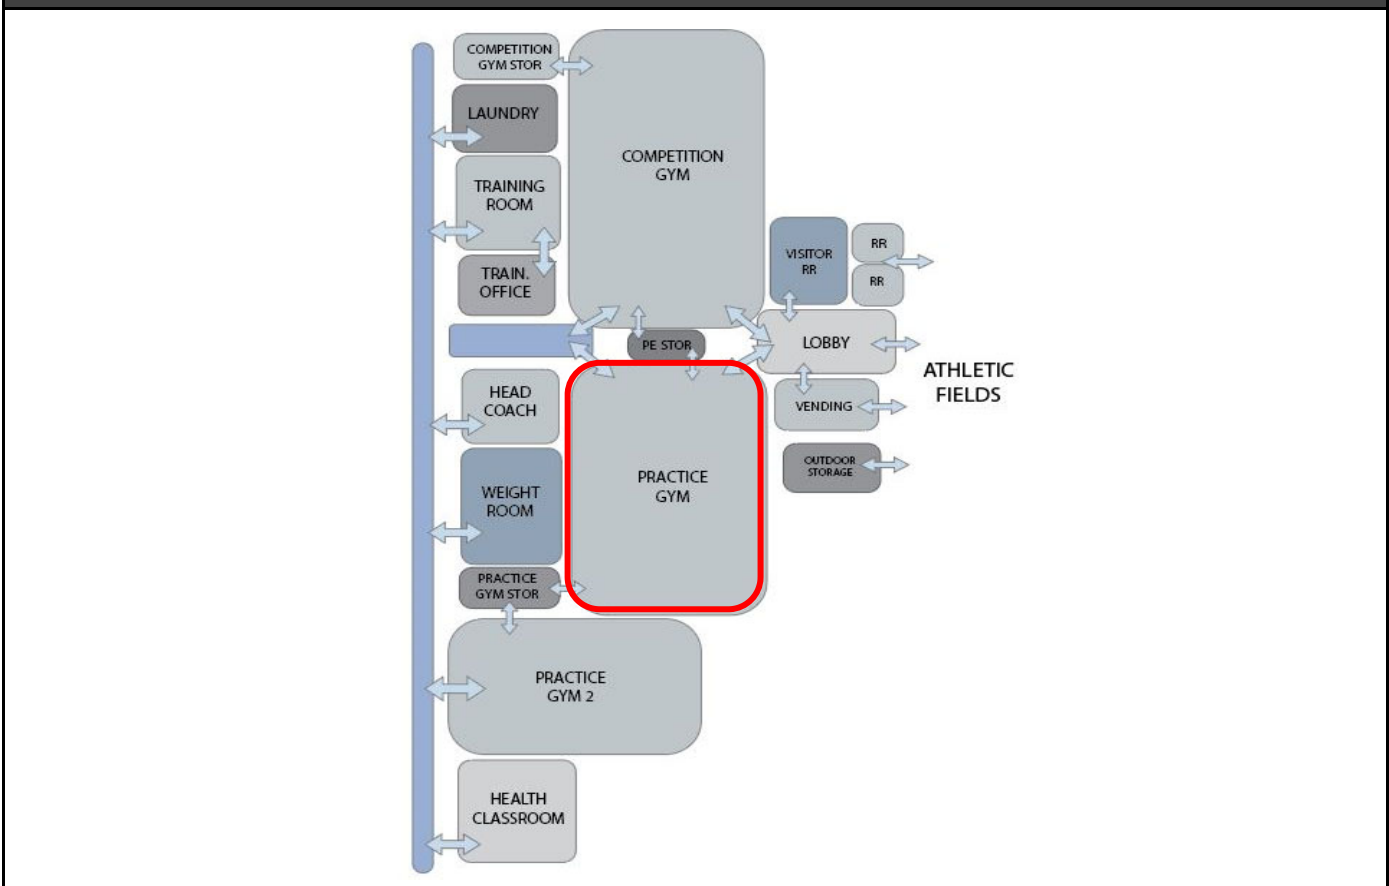 COMPETITION
GYM STOR
LAUNDRY
TRAINING
ROOM
TRAIN.
OFFICE
COMPETITION
GYM
VISITOR
RR
RR
RR
PE STOR
LOBBY
ATHLETIC
FIELDS
VENDING
OUTDOOR
STORAGE
HEAD
COACH
WEIGHT
ROOM
PRACTICE
GYM
PRACTICE
GYM STOR
PRACTICE
GYM 2
HEALTH
CLASSROOM